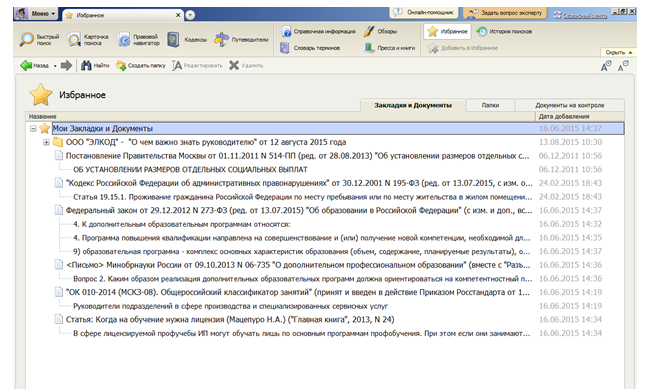 Меню
Избранное
Онлайн-помощник
Задать вопрос эксперту
Сервисный центр
Быстрый поиск
Карточка поиска
Правовой навигатор
Кодексы
Путеводители
Справочная информация
Словарь терминов
Обзоры
Пресса и книги
Избранное
История поисков
Добавить в Избранное
Скрыть
Назад
Найти
Создать папку
Редактировать
Удалить
Избранное
Закладки и Документы
Папки
Документы на контроле
Название
Дата добавления
Мои Закладки и Документы 16.06.2015 14:37
ООО "ЭЛКОД" - "О чем важно знать руководителю" от 12 августа 2015 года 13.08.2015 10:30
Постановление Правительства Москвы от 01.11.2011 N 514-ПП (ред. от 28.08.2013) "Об установлении размеров отдельных с... 06.12.2011 10:56
ОБ УСТАНОВЛЕНИИ РАЗМЕРОВ ОТДЕЛЬНЫХ СОЦИАЛЬНЫХ ВЫПЛАТ 06.12.2011 10:56
"Кодекс Российской Федерации об административных правонарушениях" от 30.12.2001 N 195-ФЗ (ред. от 13.07.2015, с изм. о... 24.02.2015 18:43
Статья 19.15.1. Проживание гражданина Российской Федерации по месту пребывания или по месту жительства в жилом помещени... 24.02.2015 18:43
Федеральный закон от 29.12.2012 N 273-ФЗ (ред. от 13.07.2015) "Об образовании в Российской Федерации" (с изм. и доп., вс... 16.06.2015 14:37
4. К дополнительным образовательным программам относятся: 16.06.2015 14:32
4. Программа повышения квалификации направлена на совершенствование и (или) получение новой компетенции, необходимой дл... 16.06.2015 14:35
9) образовательная программа - комплекс основных характеристик образования (объем, содержание, планируемые результаты), о... 16.06.2015 14:37
<Письмо> Минобрнауки России от 09.10.2013 N 06-735 "О дополнительном профессиональном образовании" (вместе с "Разъ... 16.06.2015 14:36
Вопрос 2. Каким образом реализация дополнительных образовательных программ должна ориентироваться на компетентностный п... 16.06.2015 14:36
"ОК 010-2014 (МСКЗ-08). Общероссийский классификатор занятий" (принят и введен в действие Приказом Росстандарта от 1... 16.06.2015 14:19
Руководители подразделений в сфере производства и специализированных сервисных услуг 16.06.2015 14:19
Статья: Когда на обучение нужна лицензия (Мацепуро Н.А.) ("Главная книга", 2013, N 24) 16.06.2015 14:34
В сфере лицензируемой профучебы ИП могут обучать лишь по основным программам профобучения. При этом если они занимают... 16.06.2015 14:34